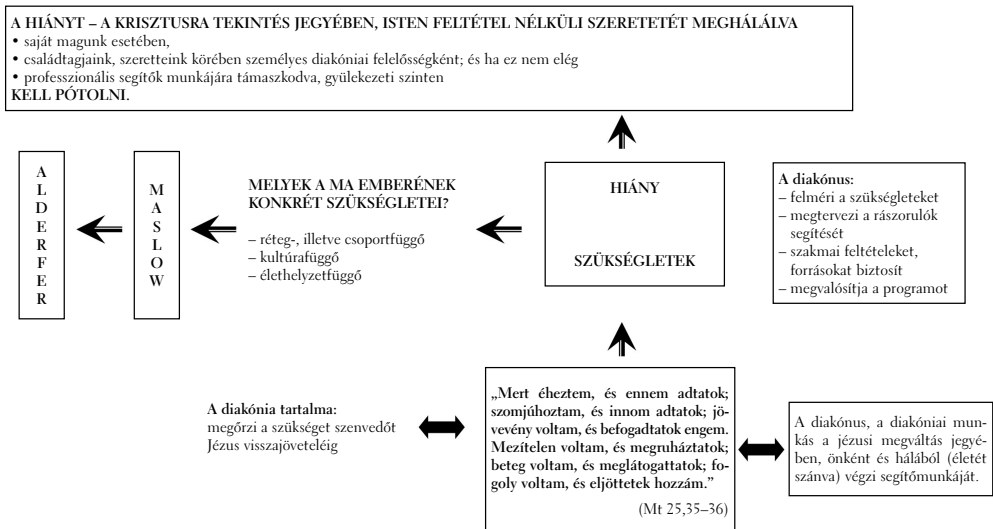 A HIÁNYT – A KRISZTUSRA TEKINTÉS JEGYÉBEN, ISTEN FELTÉTEL NÉLKÜLI SZERETETÉT MEGHÁLÁLVA
• saját magunk esetében,
• családtagjaink, szeretteink körében személyes diakóniai felelősségként; és ha ez nem elég
• professzionális segítők munkájára támaszkodva, gyülekezeti szinten
KELL PÓTOLNI.
A
L
D
E
R
F
E
R
M
A
S
L
O
W
MELYEK A MA EMBERÉNEK
KONKRÉT SZÜKSÉGLETEI?
– réteg-, illetve csoportfüggő
– kultúrafüggő
– élethelyzetfüggő
HIÁNY
SZÜKSÉGLETEK
A diakónus:
– felméri a szükségleteket
– megtervezi a rászorulók
segítését
– szakmai feltételeket,
forrásokat biztosít
– megvalósítja a programot
A diakónia tartalma:
megőrzi a szükséget szenvedőt
Jézus visszajöveteléig
„Mert éheztem, és ennem adtatok;
szomjúhoztam, és innom adtatok; jö-
vevény voltam, és befogadtatok engem.
Mezítelen voltam, és megruháztatok;
beteg voltam, és meglátogattatok; fo-
goly voltam, és eljöttetek hozzám.”
(Mt 25,35–36)
A diakónus, a diakóniai mun-
kás a jézusi megváltás jegyé-
ben, önként és hálából (életét
szánva) végzi segítőmunkáját.